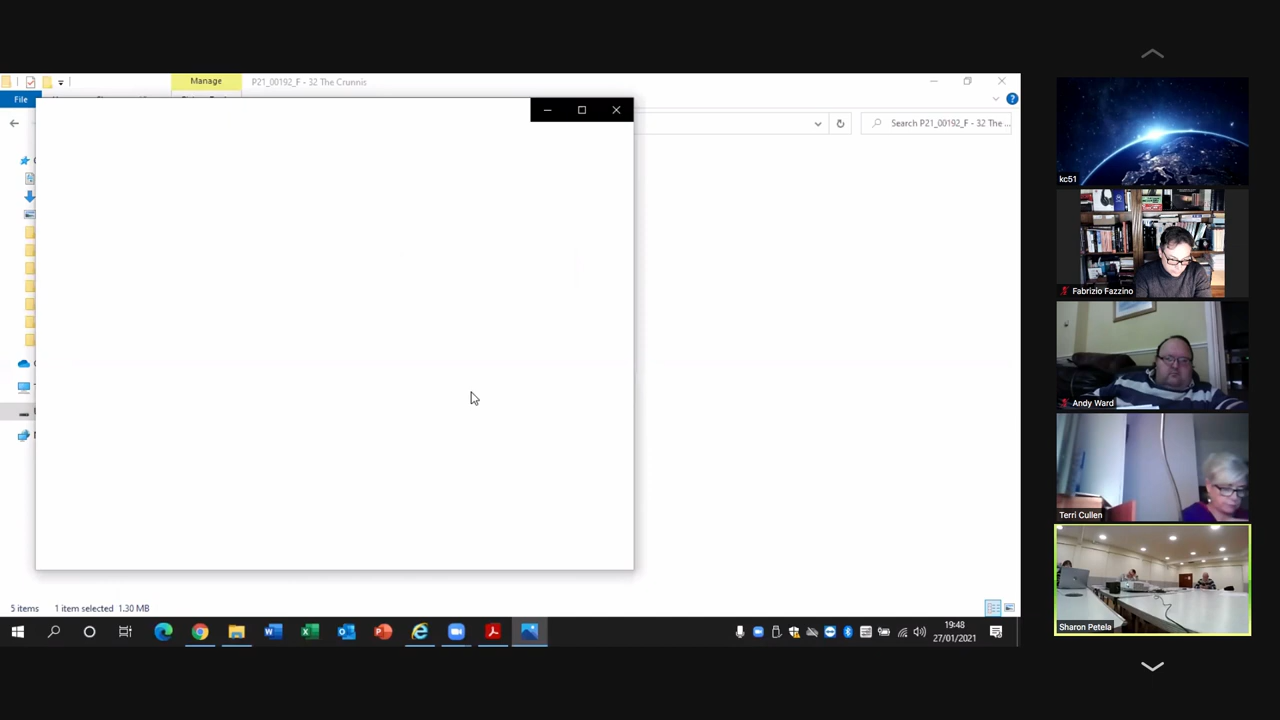 Manage
P21_00192_F - 32 The Crunnis
File
Search P21_00192_F - 32 The ...
5 items
1 item selected 1.30 MB
19:48
27/01/2021
kc51
Fabrizio Fazzino
Andy Ward
Terri Cullen
Sharon Petela